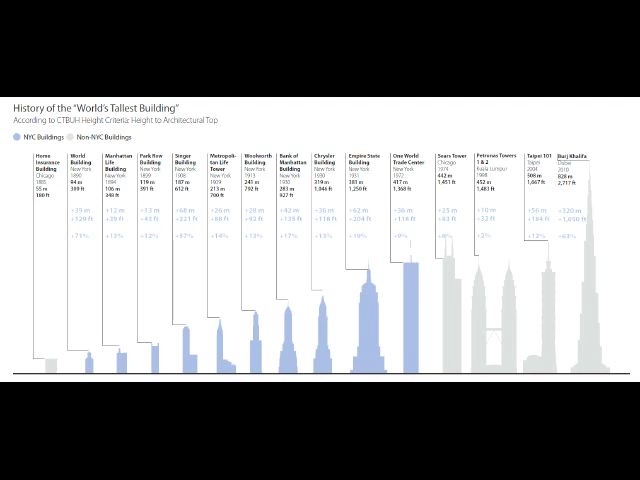 History of the "World's Tallest Building"
According to CTBUH Height Criteria: Height to Architectural Top
NYC Buildings
Non-NYC Buildings
Home
Insurance
Building
Chicago
1885
55 m
180 ft
World
Building
New York
1890
94 m
309 ft
+39 m
+129 ft
+71%
Manhattan
Life
Building
New York
1894
106 m
348 ft
+12 m
+39 ft
+13%
Park Row
Building
New York
1899
119 m
391 ft
+43 ft
+12%
Singer
Building
New York
1908
187 m
612 ft
+68 m
+221 ft
+57%
Metropoli-
tan Life
Tower
New York
1909
213 m
700 ft
+26 m
+88 ft
+14%
Woolworth
Building
New York
1913
241 m
792 ft
+28 m
+92 ft
+13%
Bank of
Manhattan
Building
New York
1930
283 m
927 ft
+42 m
+135 ft
+17%
Chrysler
Building
New York
1930
319 m
1,046 ft
+36 m
+13%
Empire State
Building
New York
1931
381 m
1,250 ft
+62 m
+204 ft
+19%
One World
Trade Center
New York
1972
417 m
1,368 ft
+36 m
+9%
Sears Tower
Chicago
1974
442 m
1,451 ft
+25 m
+83 ft
Petronas Towers
1 & 2
Kuala Lumpur
1998
452 m
1,483 ft
+10 m
+32 ft
+2%
Taipei 101
Taipei
2004
508 m
1,667 ft
+56 m
+184 ft
+12%
Burj Khalifa
Dubai
2010
828 m
2,717 ft
+320 m
+1,050 ft
+63%